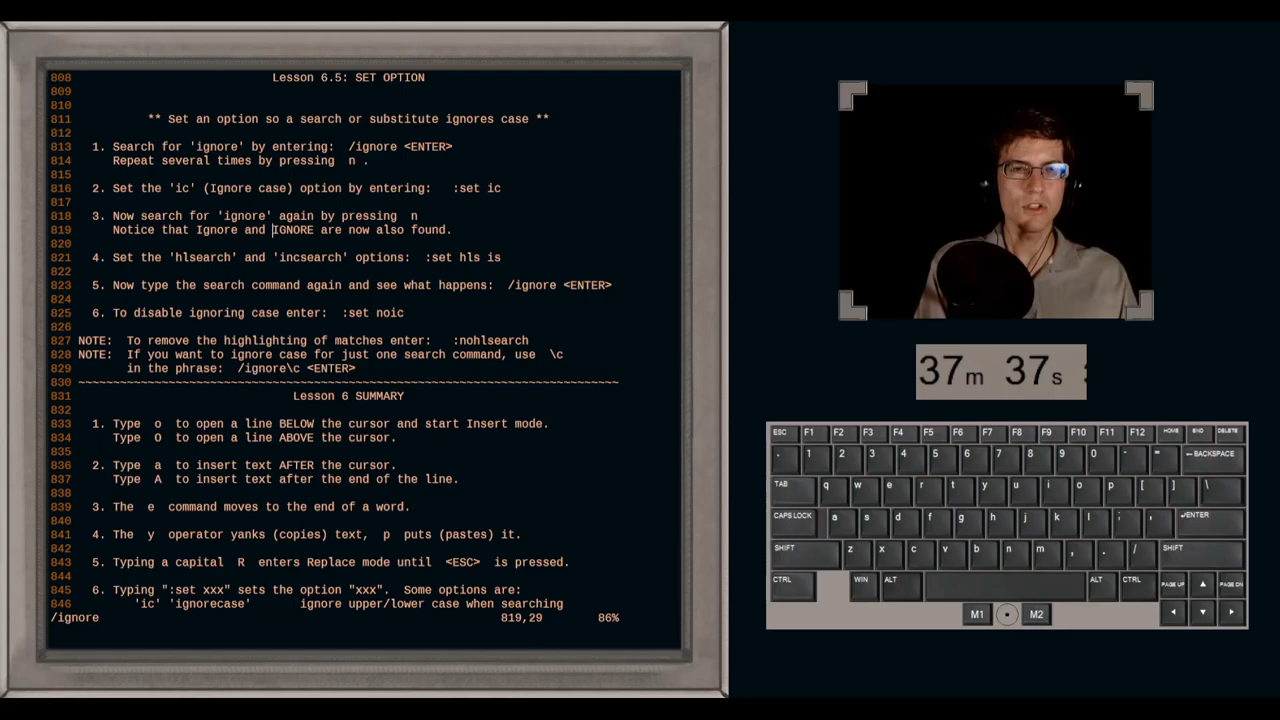 808 Lesson 6.5: SET OPTION
809
810
811 ** Set an option so a search or substitute ignores case **
812
813 1. Search for 'ignore' by entering: /ignore <ENTER>
814 Repeat several times by pressing n .
815
816 2. Set the 'ic' (Ignore case) option by entering: :set ic
817
818 3. Now search for 'ignore' again by pressing n
819 Notice that Ignore and IGNORE are now also found.
820
821 4. Set the 'hlsearch' and 'incsearch' options: :set hls is
822
823 5. Now type the search command again and see what happens: /ignore <ENTER>
824
825 6. To disable ignoring case enter: :set noic
826
827 NOTE: To remove the highlighting of matches enter: :nohlsearch
828 NOTE: If you want to ignore case for just one search command, use \c
829 in the phrase: /ignore\c <ENTER>
830 ~~~~~~~~~~~~~~~~~~~~~~~~~~~~~~~~~~~~~~~~~~~~~~~~~~~~~~~~~~~~~~~~~~~~~~~~~~~~~~
831 Lesson 6 SUMMARY
832
833 1. Type o to open a line BELOW the cursor and start Insert mode.
834 Type O to open a line ABOVE the cursor.
835
836 2. Type a to insert text AFTER the cursor.
837 Type A to insert text after the end of the line.
838
839 3. The e command moves to the end of a word.
840
841 4. The y operator yanks (copies) text, p puts (pastes) it.
842
843 5. Typing a capital R enters Replace mode until <ESC> is pressed.
844
845 6. Typing ":set xxx" sets the option "xxx". Some options are:
846 'ic' 'ignorecase' ignore upper/lower case when searching
/ignore 819,29 86%
37m 37s
ESC F1 F2 F3 F4 F5 F6 F7 F8 F9 F10 F11 F12 HOME END DELETE
. 1 2 3 4 5 6 7 8 9 0 - = ←BACKSPACE
TAB q w e r t y u i o p [ ] \
CAPS LOCK a s d f g h j k l ; , ↵ENTER
SHIFT z x c v b n m , . / SHIFT
CTRL WIN ALT ALT CTRL PAGE UP ▲ PAGE DN
M1 M2 ◄ ▼ ►